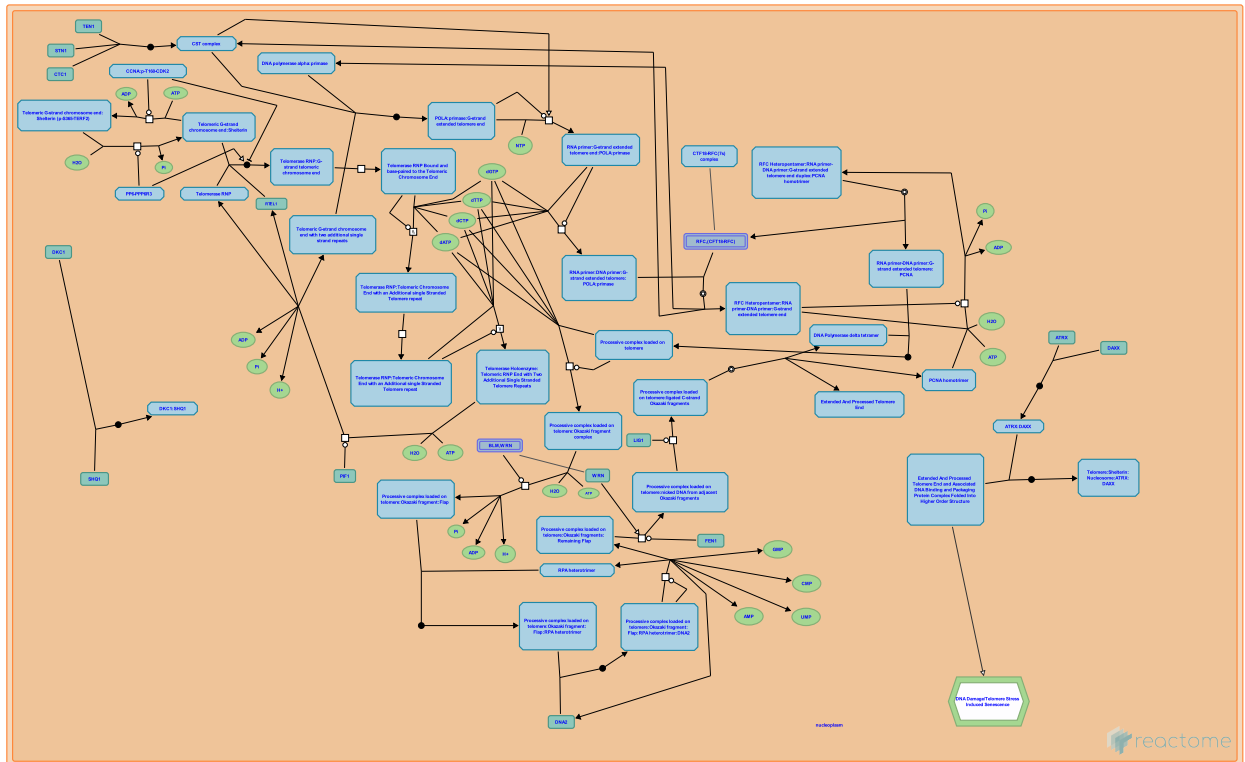 TEN1
STN1
CTC1
CST complex
DNA polymerase alpha:primase
CCNA:p-T160-CDK2
ADP
ATP
Telomeric G-strand chromosome end:
Shelterin (p-S365-TERF2)
Telomeric G-strand
chromosome end::Shelterin
H2O
Pi
PP6-PPP6R3
Telomerase RNP
RTEL1
Telomerase RNP:G-
strand telomeric
chromosome end
Telomerase RNP Bound and
base-paired to the Telomeric
Chromosome End
POLA primase:G-strand
extended telomere end
NTP
RNA primer:G-strand extended
telomere end:POLA primase
dGTP
dTTP
dCTP
dATP
CTF18-RFC(7s)
complex
RFC Heteropentamer:RNA primer-
DNA primer:G-strand extended
telomere end duplex:PCNA
homotrimer
Telomeric G-strand chromosome
end with two additional single
strand repeats
Pi
ADP
RNA primer-DNA primer:G-
strand extended telomere:
PCNA
RNA primer:DNA primer:G-
strand extended telomere:
POLA primase
Telomerase RNP:Telomeric Chromosome
End with an Additional single Stranded
Telomere repeat
RFC Heteropentamer:RNA
primer-DNA primer:G-strand
extended telomere end
H2O
ATP
DNA Polymerase delta tetramer
DKC1
ADP
Pi
H+
Telomerase RNP:Telomeric Chromosome
End with an Additional single Stranded
Telomere repeat
Telomerase Holoenzyme:
Telomeric RNP End with Two
Additional Single Stranded
Telomere Repeats
Processive complex loaded on
telomere
ATRX
DAXX
PCNA homotrimer
Processive complex loaded
on telomere:ligated C-strand
Okazaki fragments
Extended And Processed Telomere
End
DKC1:SHQ1
SHQ1
Processive complex loaded on
telomere:Okazaki fragment
complex
BLM,WRN
H2O
ATP
PIF1
LIG1
ATRX:DAXX
WRN
H2O
ATP
Processive complex loaded on
telomere:nicked DNA from adjacent
Okazaki fragments
Extended And Processed
Telomere End and Associated
DNA Binding and Packaging
Protein Complex Folded Into
Higher Order Structure
Telomere:Shelterin:
Nucleosome:ATRX:
DAXX
Processive complex loaded on
telomere:Okazaki fragment:Flap
Pi
ADP
H+
Processive complex loaded on
telomere:Okazaki fragments:
Remaining Flap
FEN1
RPA heterotrimer
GMP
CMP
UMP
AMP
Processive complex loaded on
telomere:Okazaki fragment:
Flap:RPA heterotrimer
Processive complex loaded on
telomere:Okazaki fragment:
Flap:RPA heterotrimer:DNA2
DNA2
DNA Damage/Telomere Stress
Induced Senescence
nucleoplasm
reactome